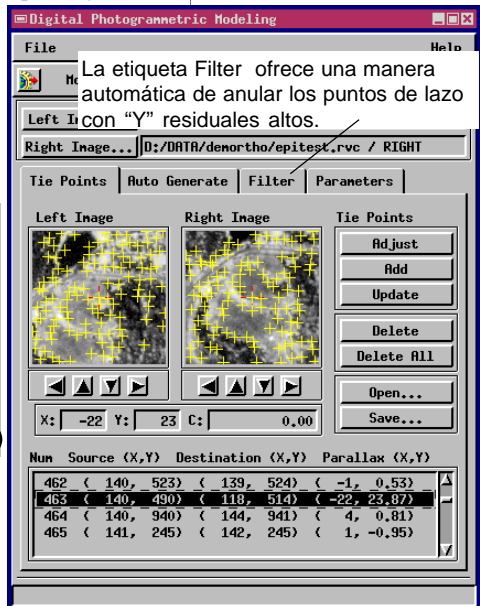 Digital Photogrammetric Modeling
File Help
La etiqueta Filter ofrece una manera
automática de anular los puntos de lazo
con “Y” residuales altos.
Right Image... D:/DATA/demortho/epitest.rvc / RIGHT
Tie Points Auto Generate Filter Parameters
Left Image Right Image Tie Points
Adjust
Add
Update
Delete
Delete All
Open...
Save...
X: -22 Y: 23 C: 0.00
Num Source (X,Y) Destination (X,Y) Parallax (X,Y)
462 ( 140, 523) ( 139, 524) ( -1, 0.53)
463 ( 140, 490) ( 118, 514) ( -22, 23.87)
464 ( 140, 940) ( 144, 941) ( 4, 0.81)
465 ( 141, 245) ( 142, 245) ( 1, -0.95)